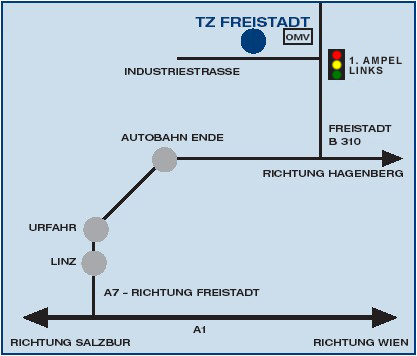 TZ FREISTADT
OMV
INDUSTRIESTRASSE
1. AMPEL
LINKS
FREISTADT
B 310
AUTOBAHN ENDE
RICHTUNG HAGENBERG
URFAHR
LINZ
A7 – RICHTUNG FREISTADT
A1
RICHTUNG SALZBUR
RICHTUNG WIEN